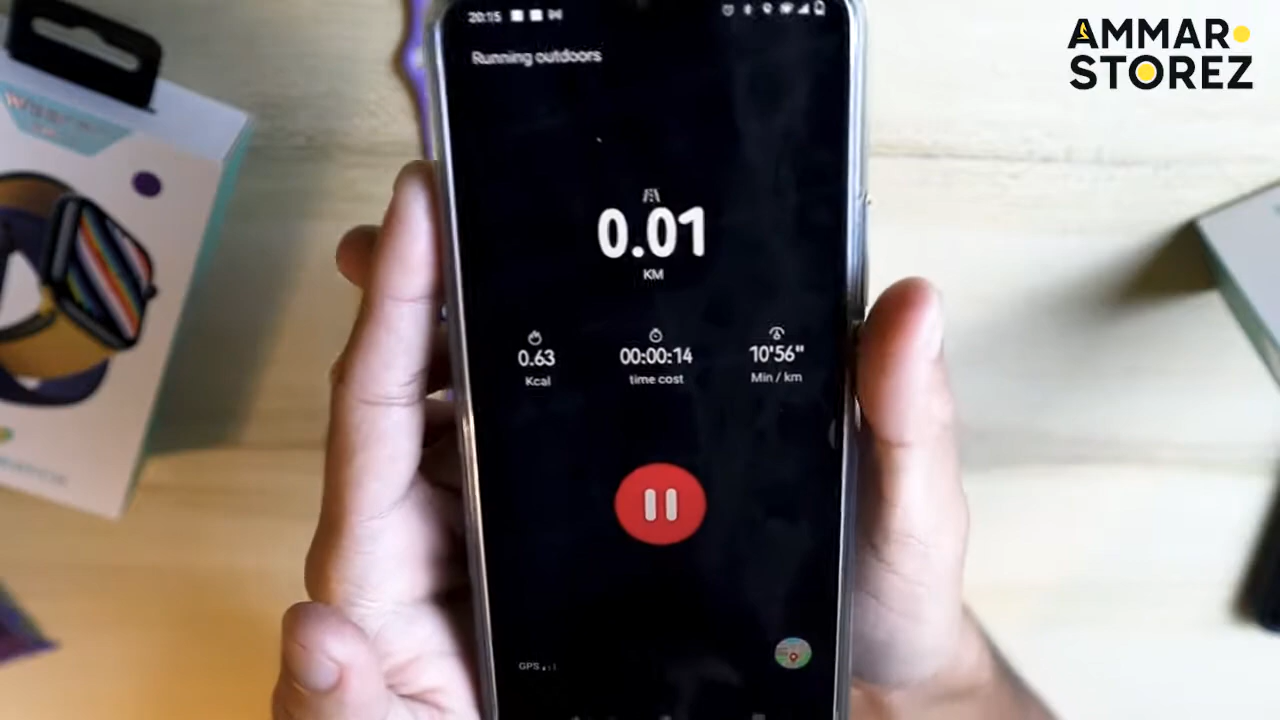 20:15
Running outdoors
0.01
KM
0.63
Kcal
00:00:14
time cost
10'56"
Min / km
GPS
AMMAR
STOREZ